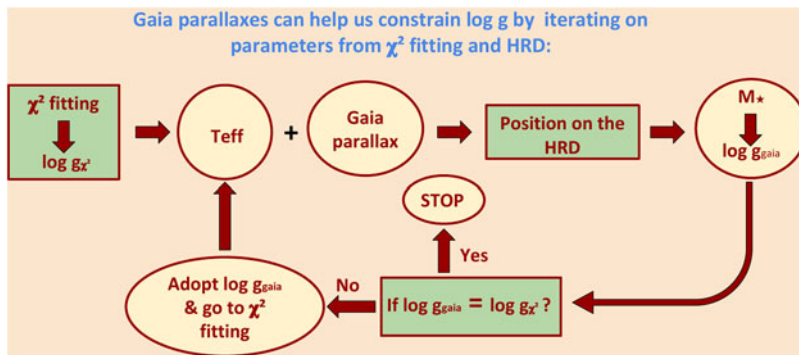 Gaia parallaxes can help us constrain log g by iterating on
parameters from χ² fitting and HRD:
χ² fitting
log gχ²
Teff
+
Gaia
parallax
Position on the
HRD
M★
log ggaia
STOP
Yes
If log ggaia = log gχ² ?
No
Adopt log ggaia
& go to χ²
fitting